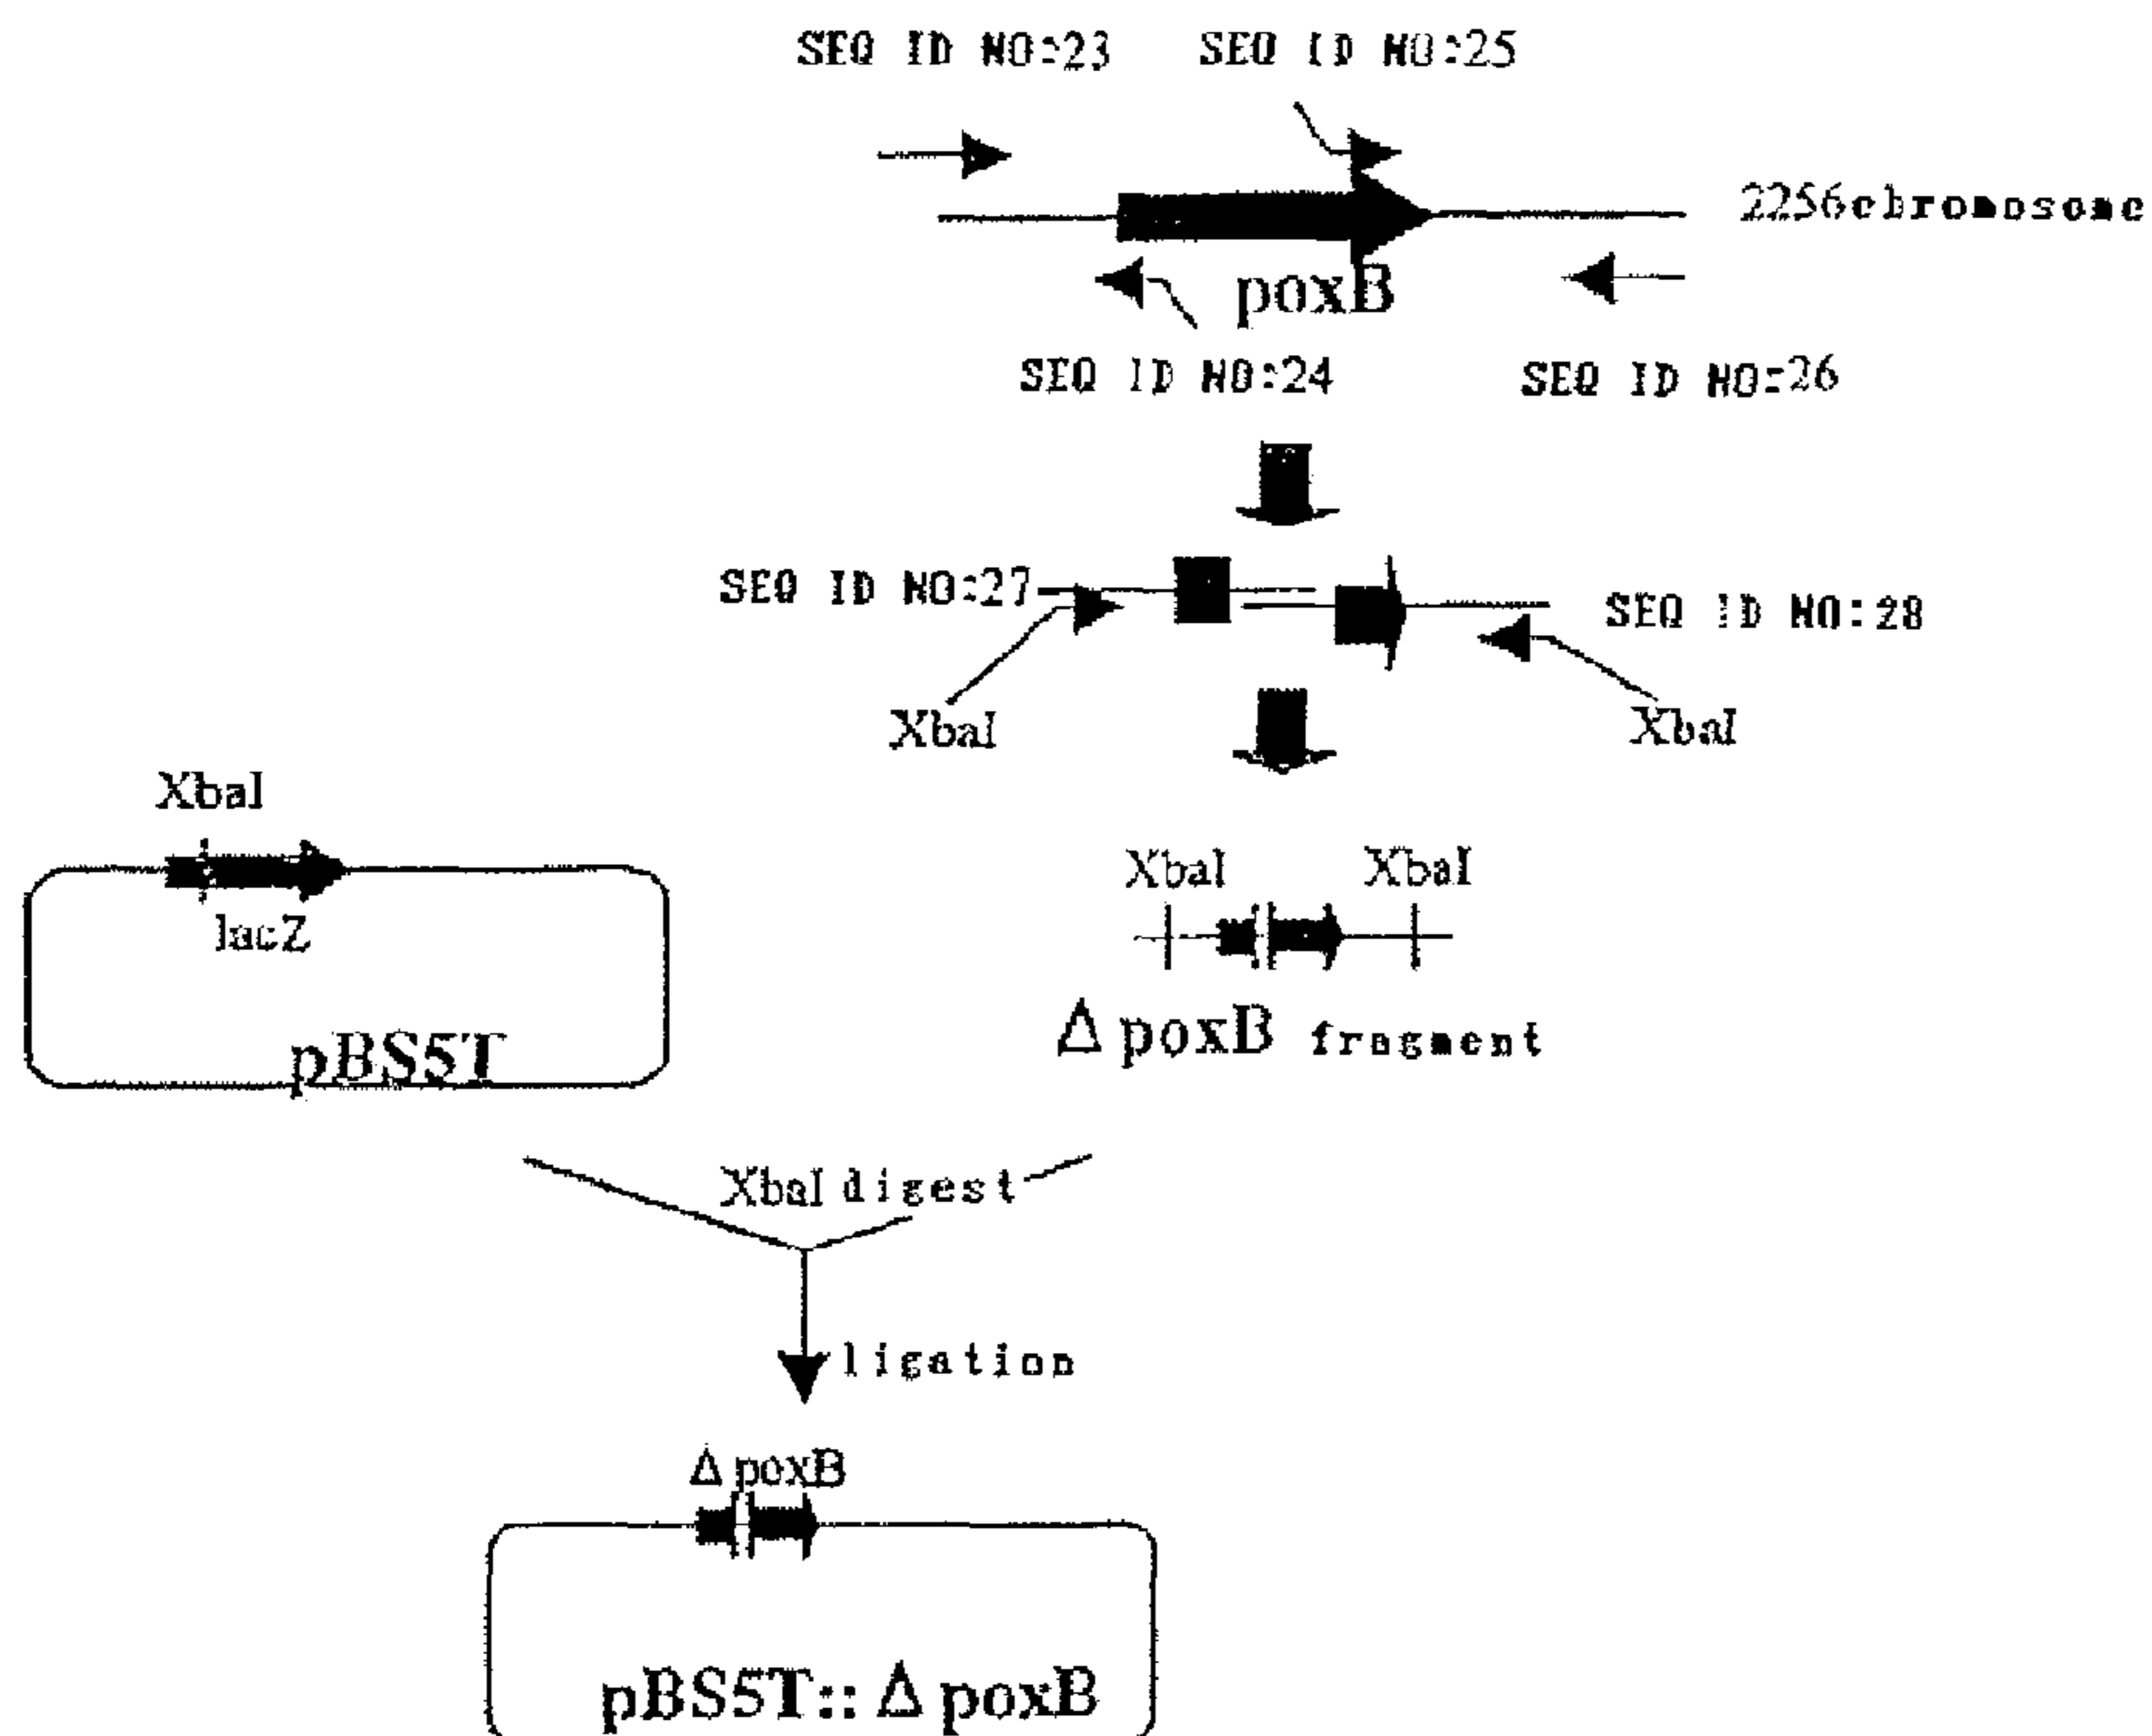 SEQ ID NO:23
SEQ ID NO:25
2256chromosome
poxB
SEQ ID NO:24
SEQ ID NO:26
SEQ ID NO:27
SEQ ID NO:28
XbaI
XbaI
XbaI
lacZ
pBS5T
XbaI
XbaI
ΔpoxB fragment
XbaI digest
ligation
ΔpoxB
pBS5T::ΔpoxB